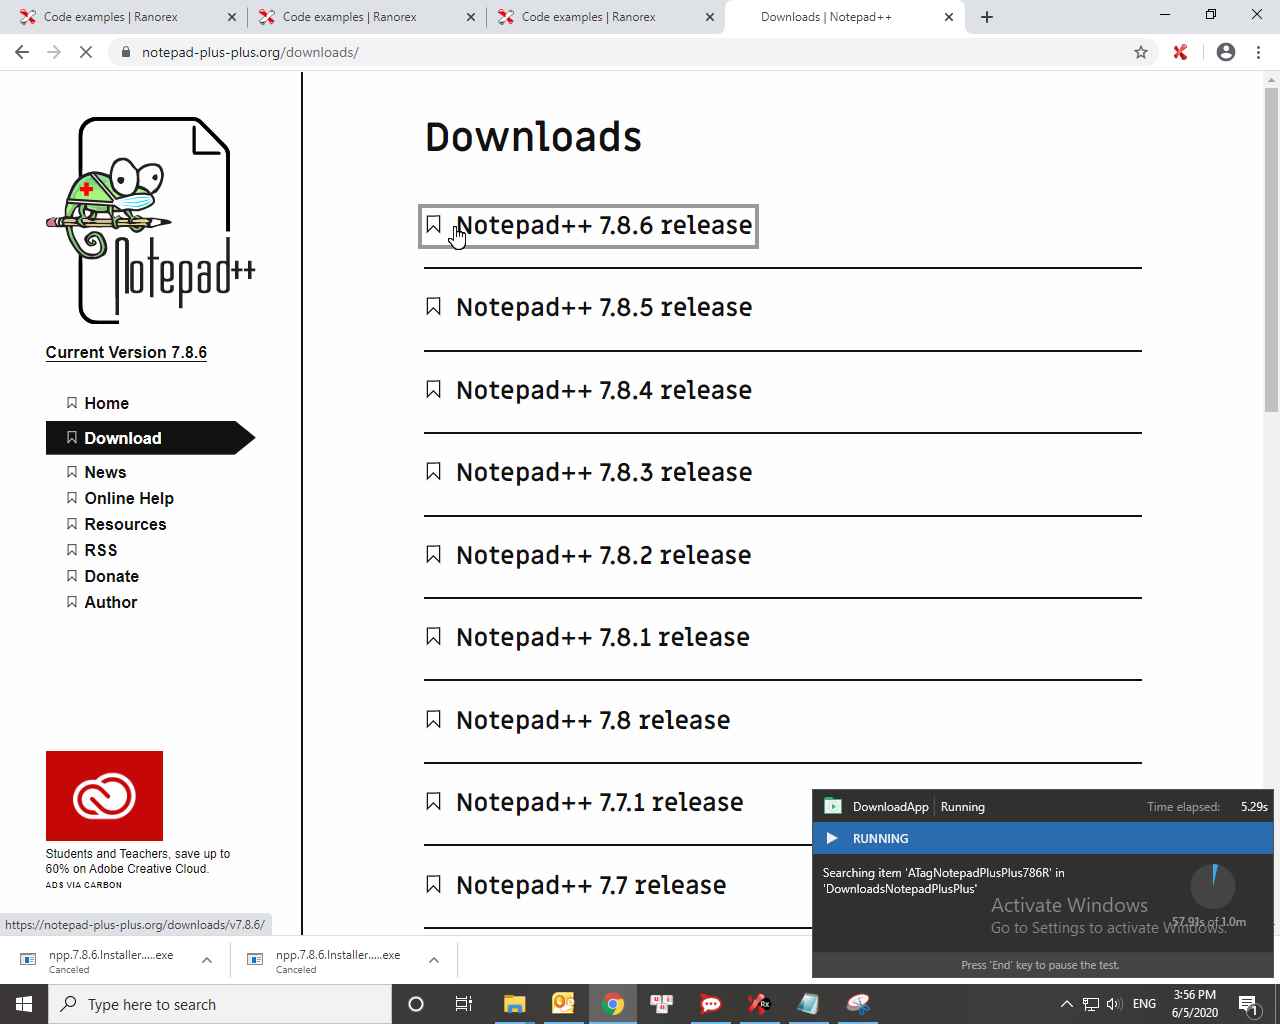 Code examples | Ranorex
Code examples | Ranorex
Code examples | Ranorex
Downloads | Notepad++
notepad-plus-plus.org/downloads/
Notepad++
Current Version 7.8.6
Home
Download
News
Online Help
Resources
RSS
Donate
Author
Students and Teachers, save up to
60% on Adobe Creative Cloud.
ADS VIA CARBON
Downloads
Notepad++ 7.8.6 release
Notepad++ 7.8.5 release
Notepad++ 7.8.4 release
Notepad++ 7.8.3 release
Notepad++ 7.8.2 release
Notepad++ 7.8.1 release
Notepad++ 7.8 release
Notepad++ 7.7.1 release
Notepad++ 7.7 release
DownloadApp Running Time elapsed: 5.29s
RUNNING
Searching item 'ATagNotepadPlusPlus786R' in
'DownloadsNotepadPlusPlus'
57.91s of 1.0m
Activate Windows
Go to Settings to activate Windows.
Press 'End' key to pause the test.
https://notepad-plus-plus.org/downloads/v7.8.6/
npp.7.8.6.Installer.....exe
Canceled
npp.7.8.6.Installer.....exe
Canceled
Type here to search
ENG
3:56 PM
6/5/2020
1